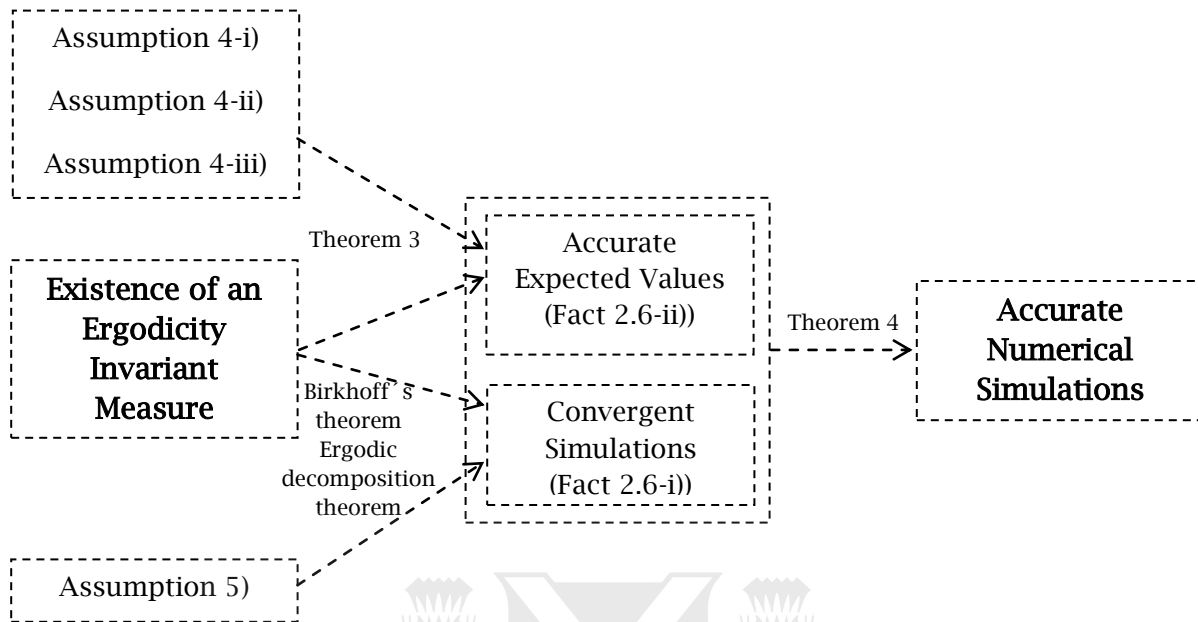 Assumption 4-i)
Assumption 4-ii)
Assumption 4-iii)
Theorem 3
Existence of an
Ergodicity
Invariant
Measure
Birkhoff´s
theorem
Ergodic
decomposition
theorem
Assumption 5)
Accurate
Expected Values
(Fact 2.6-ii))
Convergent
Simulations
(Fact 2.6-i))
Theorem 4
Accurate
Numerical
Simulations